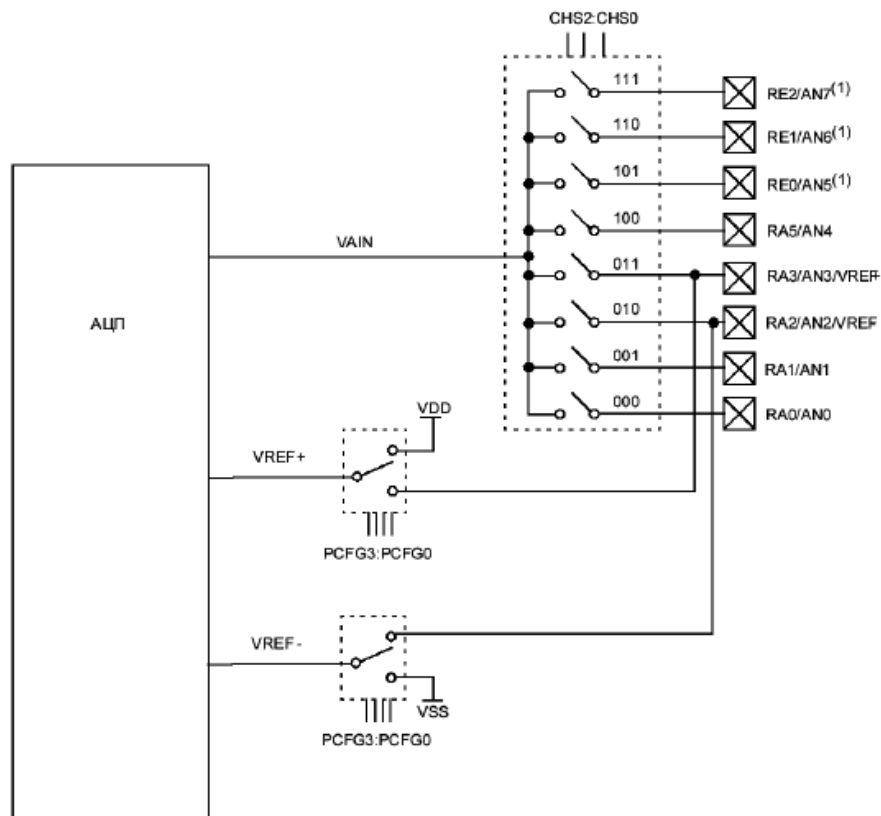 CHS2:CHS0
111
RE2/AN7(1)
110
RE1/AN6(1)
101
RE0/AN5(1)
100
RA5/AN4
VAIN
011
RA3/AN3/VREF+
АЦП
010
RA2/AN2/VREF
001
RA1/AN1
VDD
000
RA0/AN0
VREF+
PCFG3:PCFG0
VREF-
VSS
PCFG3:PCFG0